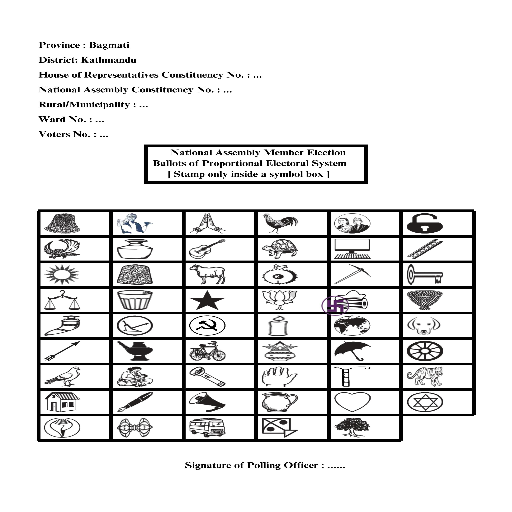 Province : Bagmati
District: Kathmandu
House of Representatives Constituency No. : ...
National Assembly Constituency No. : ...
Rural/Municipality : ...
Ward No. : ...
Voters No. : ...
National Assembly Member Election
Ballots of Proportional Electoral System
[ Stamp only inside a symbol box ]
Signature of Polling Officer : ......